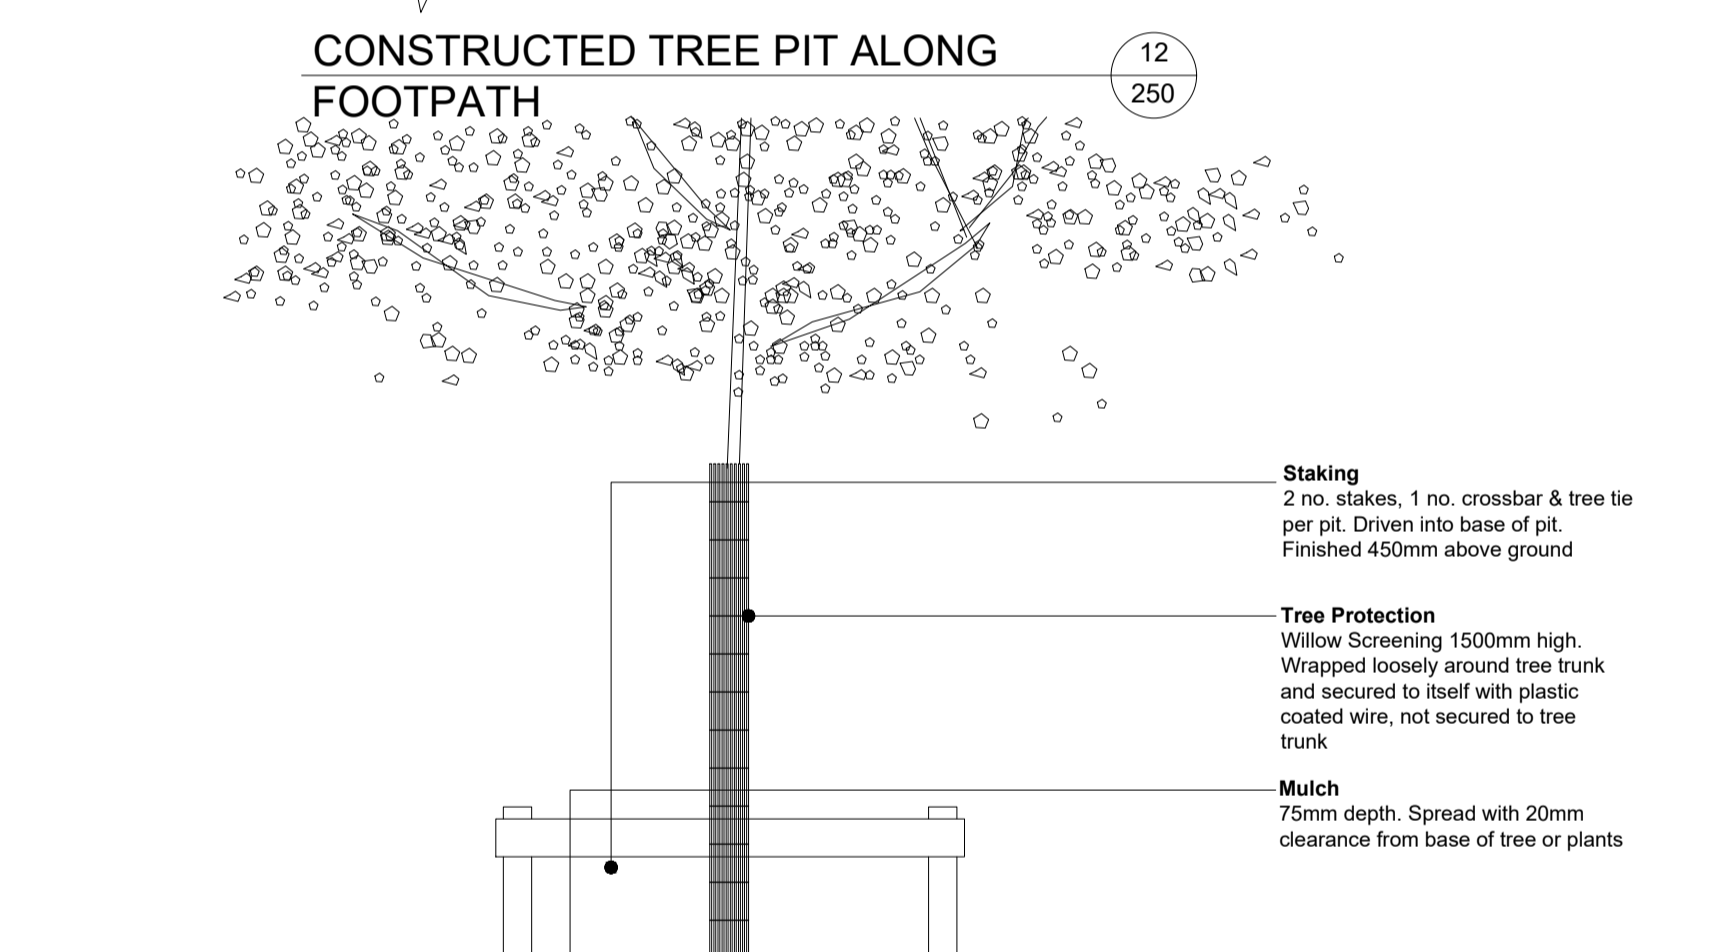 CONSTRUCTED TREE PIT ALONG
FOOTPATH
12
250
Staking
2 no. stakes, 1 no. crossbar & tree tie
per pit. Driven into base of pit.
Finished 450mm above ground
Tree Protection
Willow Screening 1500mm high.
Wrapped loosely around tree trunk
and secured to itself with plastic
coated wire, not secured to tree
trunk
Mulch
75mm depth. Spread with 20mm
clearance from base of tree or plants